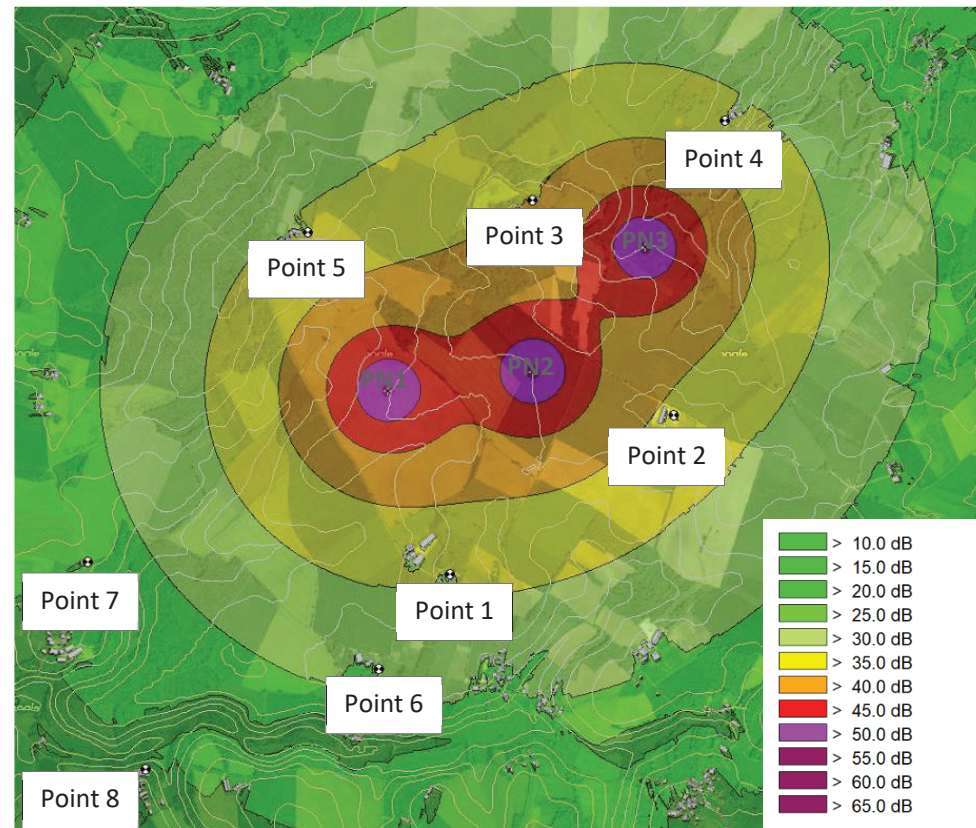 Point 4
Point 3
PN3
Point 5
PN2
PN1
Point 2
Point 7
Point 1
Point 6
Point 8
> 10.0 dB
> 15.0 dB
> 20.0 dB
> 25.0 dB
> 30.0 dB
> 35.0 dB
> 40.0 dB
> 45.0 dB
> 50.0 dB
> 55.0 dB
> 60.0 dB
> 65.0 dB